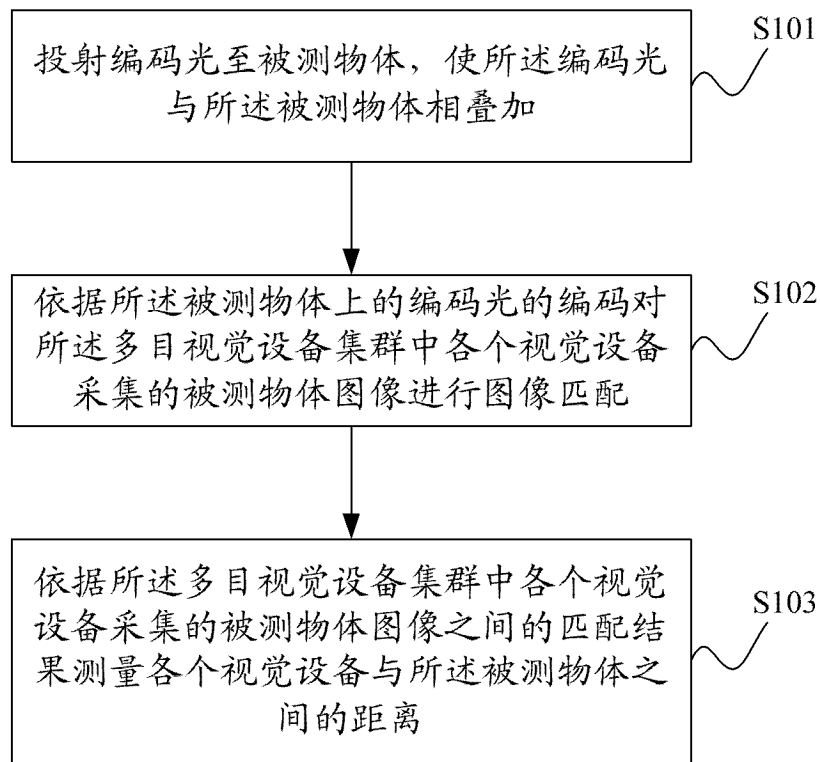 S101
投射编码光至被测物体，使所述编码光
与所述被测物体相叠加
S102
依据所述被测物体上的编码光的编码对
所述多目视觉设备集群中各个视觉设备
采集的被测物体图像进行图像匹配
S103
依据所述多目视觉设备集群中各个视觉
设备采集的被测物体图像之间的匹配结
果测量各个视觉设备与所述被测物体之
间的距离